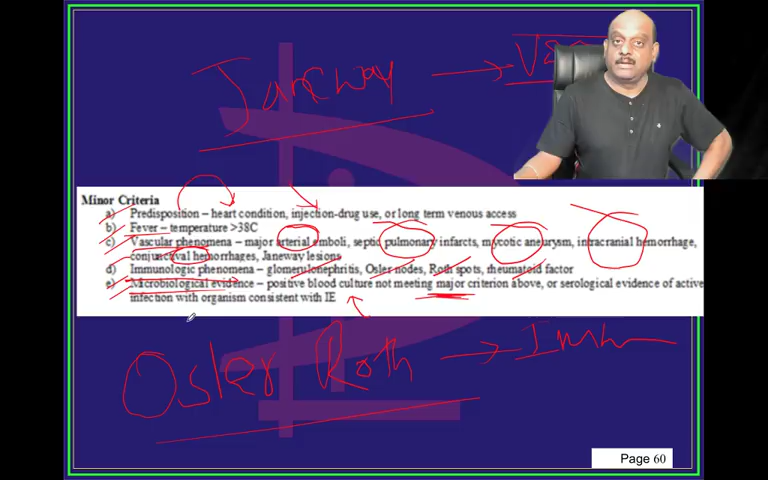 Janeway
Minor Criteria
a) Predisposition – heart condition, injection-drug use, or long term venous access
b) Fever – temperature >38C
c) Vascular phenomena – major arterial emboli, septic pulmonary infarcts, mycotic aneurysm, intracranial hemorrhage,
conjunctival hemorrhages, Janeway lesions
d) Immunologic phenomena – glomerulonephritis, Osler nodes, Roth spots, rheumatoid factor
e) Microbiological evidence – positive blood culture not meeting major criterion above, or serological evidence of active
infection with organism consistent with IE
Osler Roth
Page 60